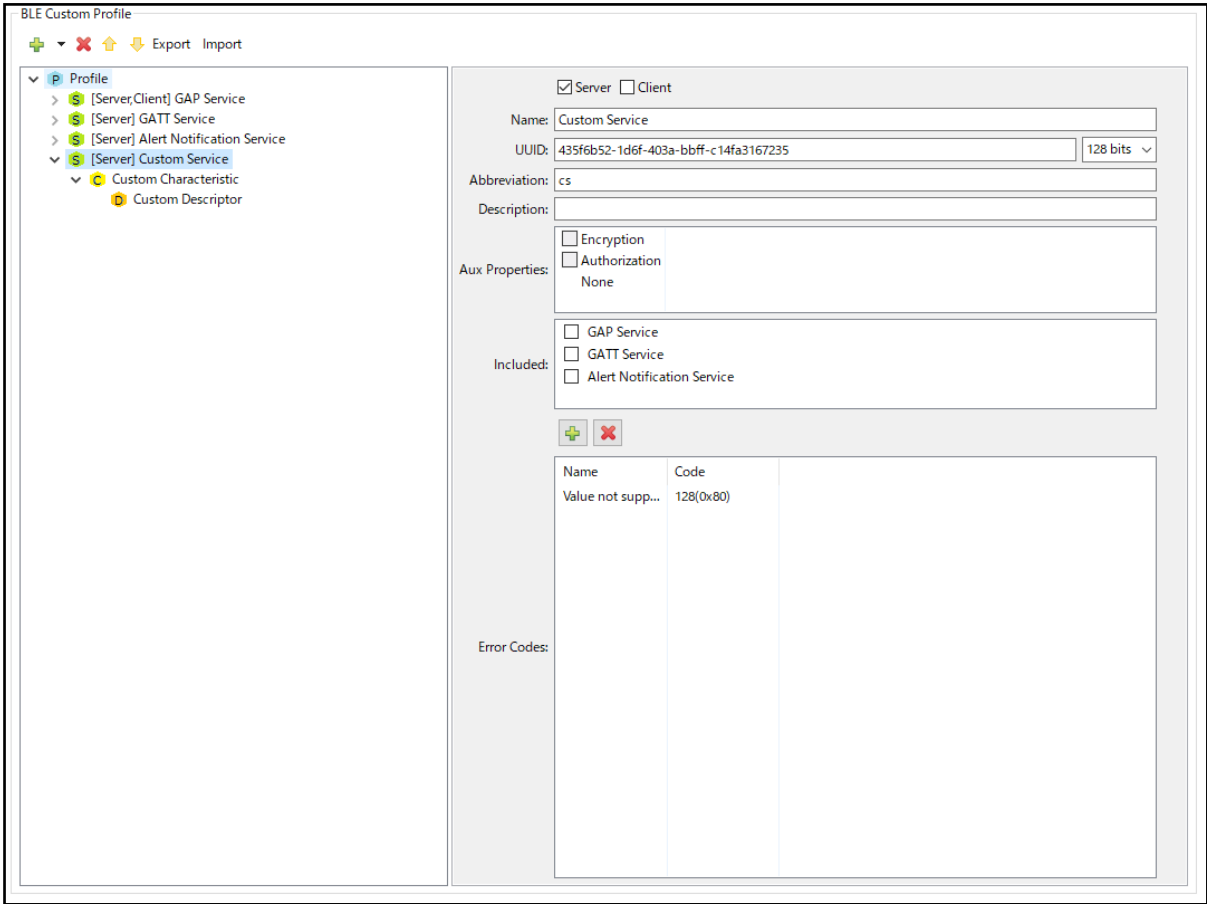 BLE Custom Profile
Export Import
P Profile
S [Server,Client] GAP Service
S [Server] GATT Service
S [Server] Alert Notification Service
S [Server] Custom Service
C Custom Characteristic
D Custom Descriptor
Server Client
Name: Custom Service
UUID: 435f6b52-1d6f-403a-bbff-c14fa3167235 128 bits
Abbreviation: cs
Description:
Aux Properties:
Encryption
Authorization
None
Included:
GAP Service
GATT Service
Alert Notification Service
Error Codes:
Name Code
Value not supp... 128(0x80)